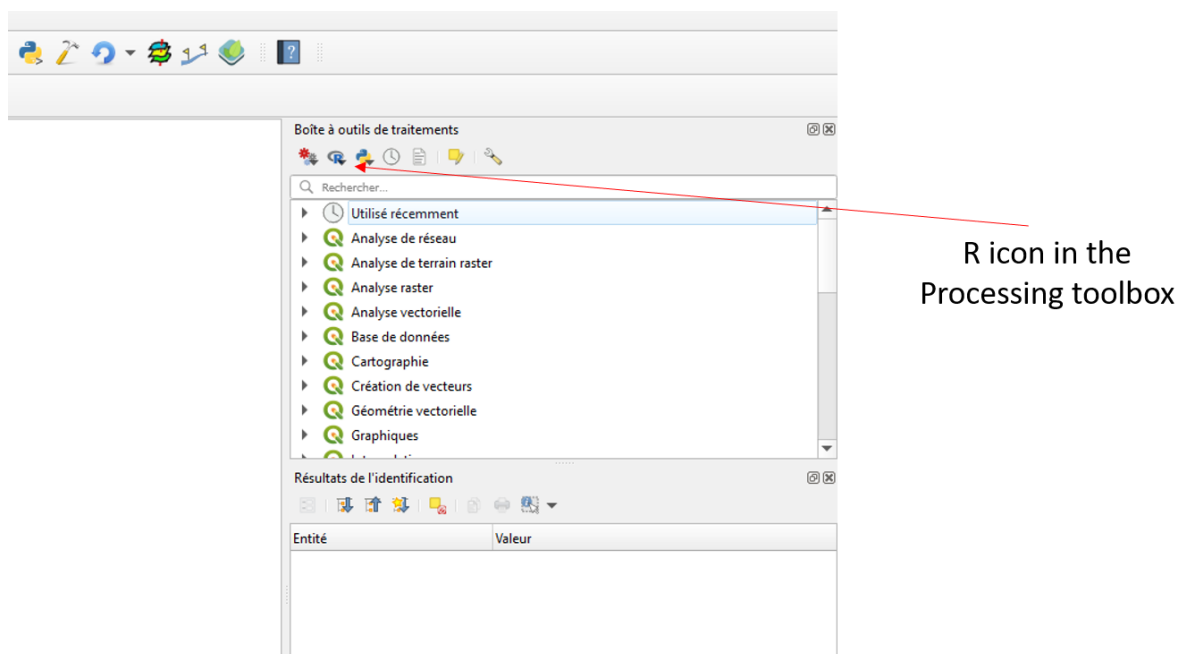 Boîte à outils de traitements
R
Rechercher...
Utilisé récemment
Analyse de réseau
Analyse de terrain raster
Analyse raster
Analyse vectorielle
Base de données
Cartographie
Création de vecteurs
Géométrie vectorielle
Graphiques
R icon in the
Processing toolbox
Résultats de l'identification
Entité Valeur